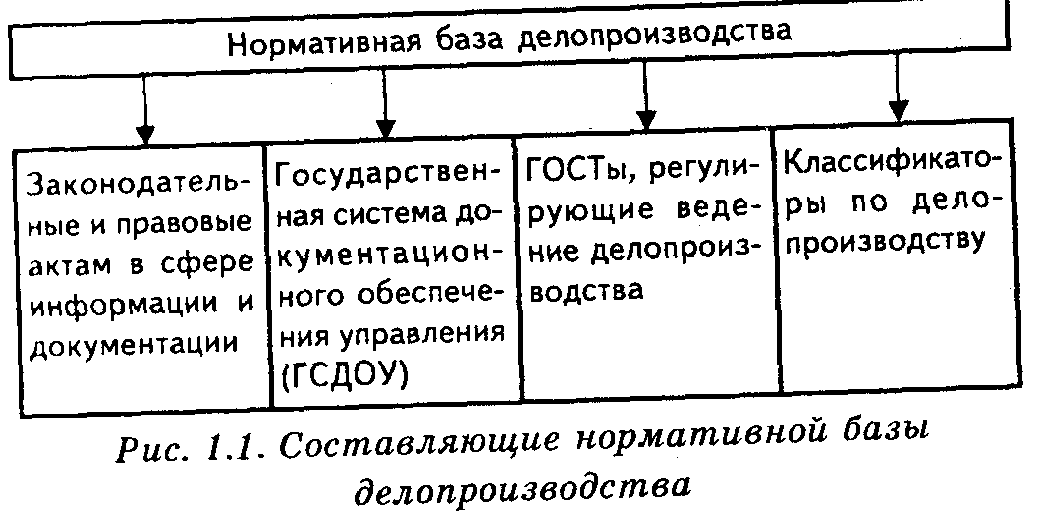 Нормативная база делопроизводства
Законодатель-
ные и правовые
актам в сфере
информации и
документации
Государствен-
ная система до-
кументацион-
ного обеспече-
ния управления
(ГСДОУ)
ГОСТы, регули-
рующие веде-
ние делопроиз-
водства
Классификато-
ры по дело-
производству
Рис. 1.1. Составляющие нормативной базы
делопроизводства